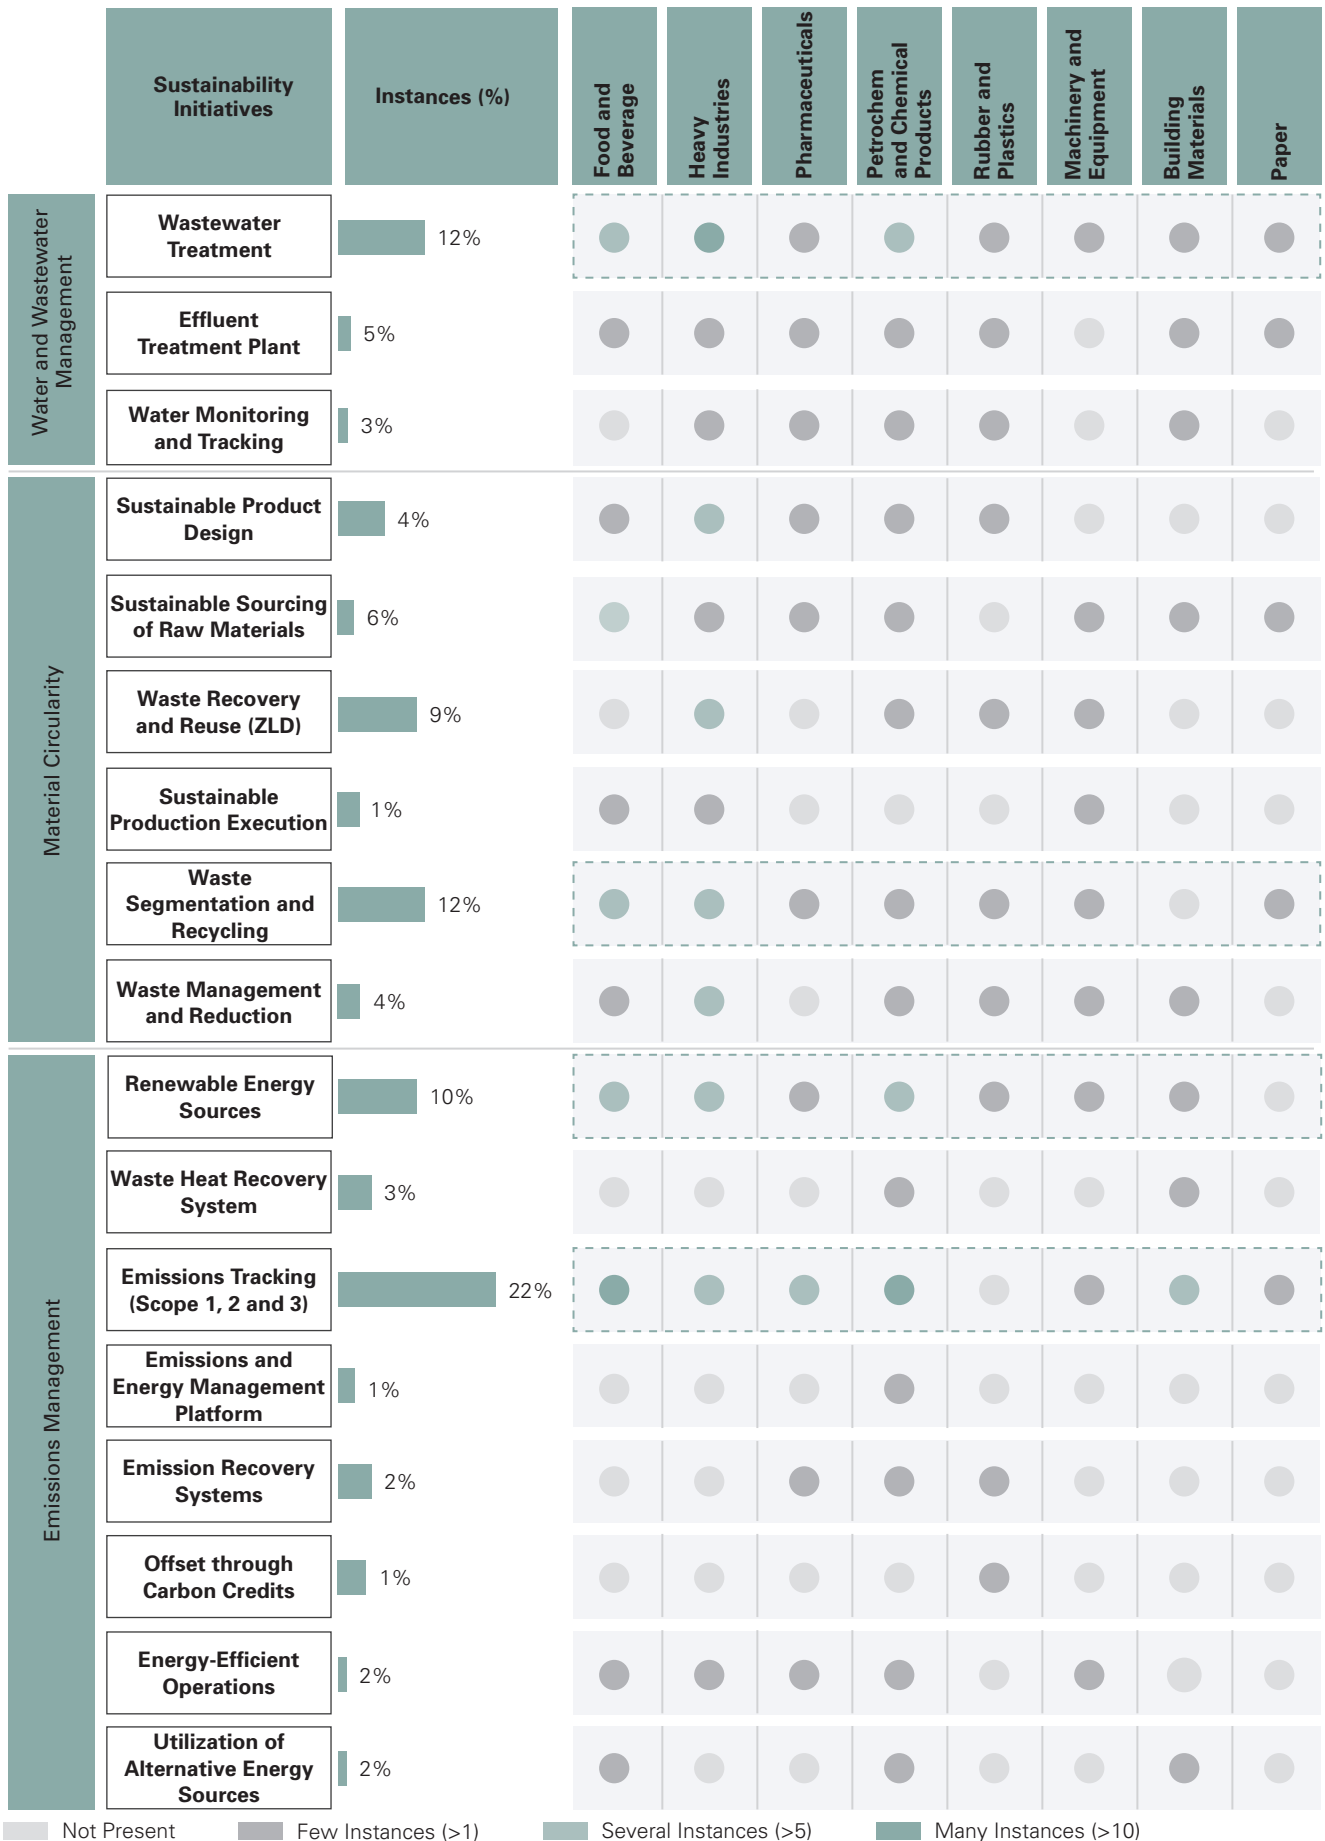 Sustainability
Initiatives
Instances (%)
Food and
Beverage
Heavy
Industries
Pharmaceuticals
Petrochem
and Chemical
Products
Rubber and
Plastics
Machinery and
Equipment
Building
Materials
Paper
Water and Wastewater
Management
Wastewater
Treatment
12%
Effluent
Treatment Plant
5%
Water Monitoring
and Tracking
3%
Material Circularity
Sustainable Product
Design
4%
Sustainable Sourcing
of Raw Materials
6%
Waste Recovery
and Reuse (ZLD)
9%
Sustainable
Production Execution
1%
Waste
Segmentation and
Recycling
12%
Waste Management
and Reduction
4%
Emissions Management
Renewable Energy
Sources
10%
Waste Heat Recovery
System
3%
Emissions Tracking
(Scope 1, 2 and 3)
22%
Emissions and
Energy Management
Platform
1%
Emission Recovery
Systems
2%
Offset through
Carbon Credits
1%
Energy-Efficient
Operations
2%
Utilization of
Alternative Energy
Sources
2%
Not Present
Few Instances (>1)
Several Instances (>5)
Many Instances (>10)